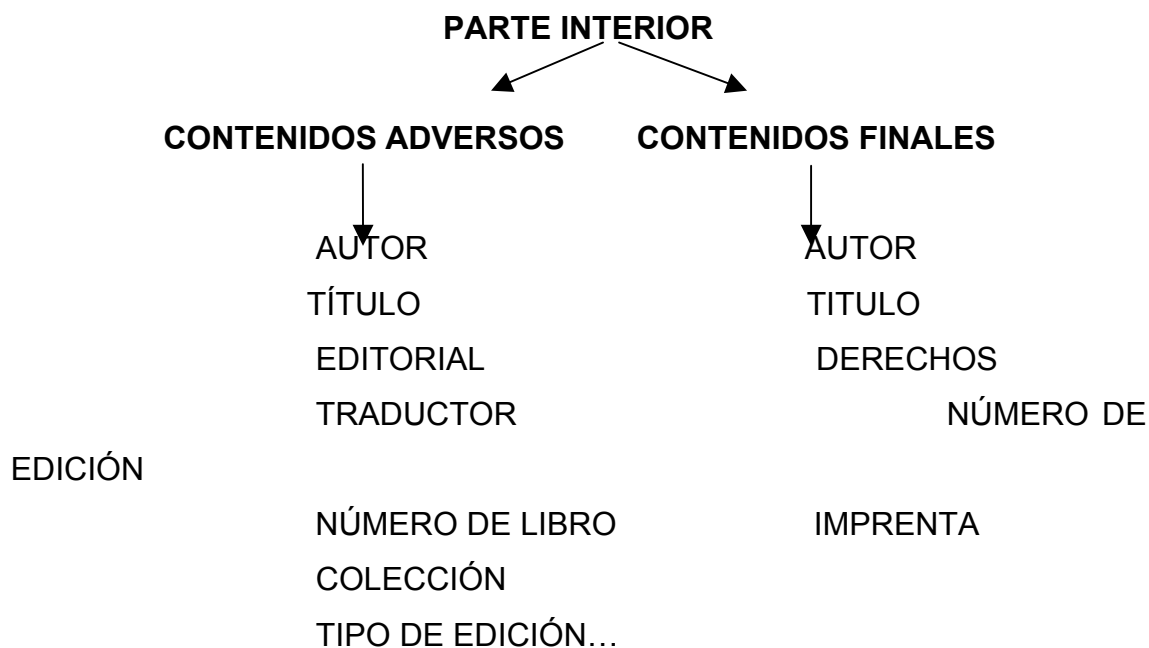 PARTE INTERIOR
CONTENIDOS ADVERSOS CONTENIDOS FINALES
AUTOR AUTOR
TÍTULO TITULO
EDITORIAL DERECHOS
TRADUCTOR NÚMERO DE
EDICIÓN
NÚMERO DE LIBRO IMPRENTA
COLECCIÓN
TIPO DE EDICIÓN…